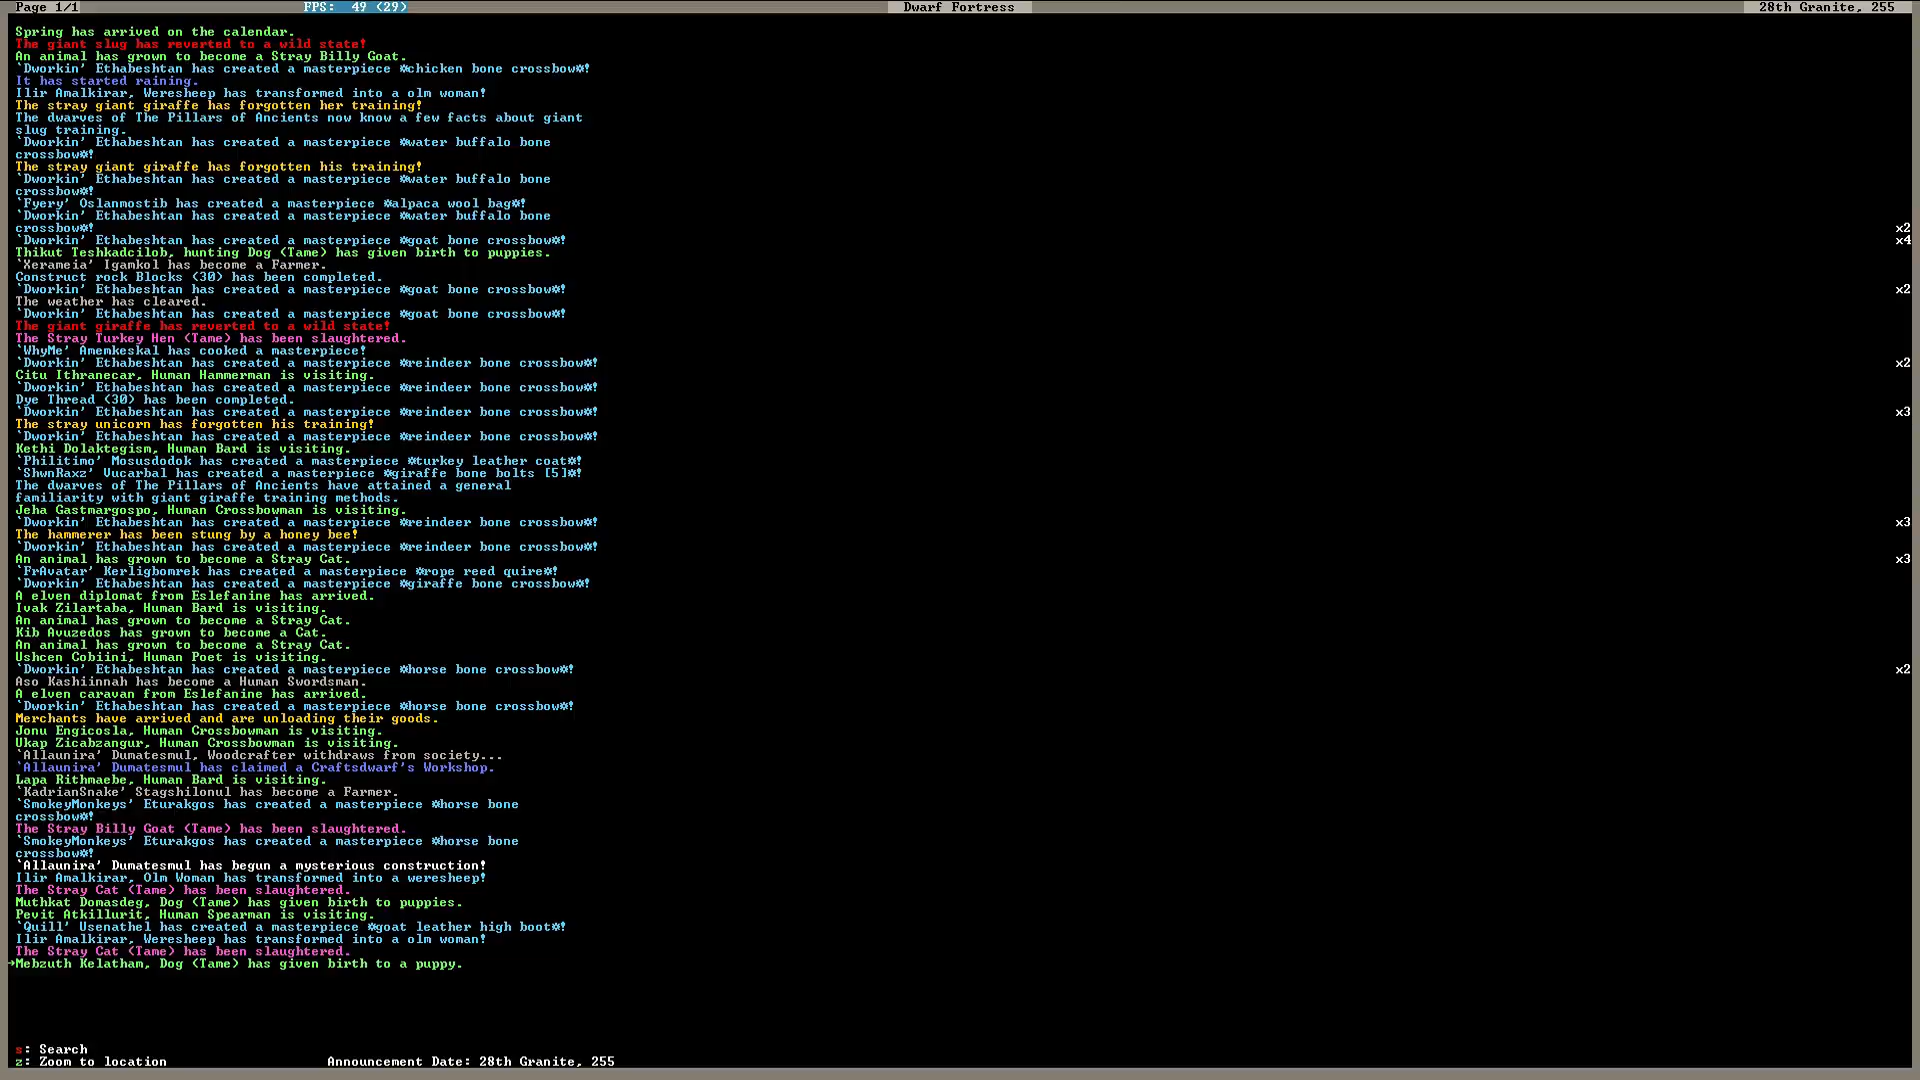 Page 1/1 FPS: 49 (29) Dwarf Fortress 28th Granite, 255
Spring has arrived on the calendar.
The giant slug has reverted to a wild state!
An animal has grown to become a Stray Billy Goat.
`Dworkin' Ethabeshtan has created a masterpiece ☼chicken bone crossbow☼!
It has started raining.
Ilir Amalkirar, Weresheep has transformed into a olm woman!
The stray giant giraffe has forgotten her training!
The dwarves of The Pillars of Ancients now know a few facts about giant
slug training.
`Dworkin' Ethabeshtan has created a masterpiece ☼water buffalo bone
crossbow☼!
The stray giant giraffe has forgotten his training!
`Dworkin' Ethabeshtan has created a masterpiece ☼water buffalo bone
crossbow☼!
`Fyery' Oslanmostib has created a masterpiece ☼alpaca wool bag☼!
`Dworkin' Ethabeshtan has created a masterpiece ☼water buffalo bone
crossbow☼! x2
`Dworkin' Ethabeshtan has created a masterpiece ☼goat bone crossbow☼! x4
Thikut Teshkadcilob, hunting Dog (Tame) has given birth to puppies.
`Xerameia' Igamkol has become a Farmer.
Construct rock Blocks (30) has been completed.
`Dworkin' Ethabeshtan has created a masterpiece ☼goat bone crossbow☼! x2
The weather has cleared.
`Dworkin' Ethabeshtan has created a masterpiece ☼goat bone crossbow☼!
The giant giraffe has reverted to a wild state!
The Stray Turkey Hen (Tame) has been slaughtered.
`WhyMe' Amemkeskal has cooked a masterpiece!
`Dworkin' Ethabeshtan has created a masterpiece ☼reindeer bone crossbow☼! x2
Citu Ithranecar, Human Hammerman is visiting.
`Dworkin' Ethabeshtan has created a masterpiece ☼reindeer bone crossbow☼!
Dye Thread (30) has been completed.
`Dworkin' Ethabeshtan has created a masterpiece ☼reindeer bone crossbow☼! x3
The stray unicorn has forgotten his training!
`Dworkin' Ethabeshtan has created a masterpiece ☼reindeer bone crossbow☼!
Kethi Dolaktegism, Human Bard is visiting.
`Philitimo' Mosusdodok has created a masterpiece ☼turkey leather coat☼!
`ShwnRaxz' Vucarbal has created a masterpiece ☼giraffe bone bolts [5]☼!
The dwarves of The Pillars of Ancients have attained a general
familiarity with giant giraffe training methods.
Jeha Gastmargospo, Human Crossbowman is visiting.
`Dworkin' Ethabeshtan has created a masterpiece ☼reindeer bone crossbow☼! x3
The hammerer has been stung by a honey bee!
`Dworkin' Ethabeshtan has created a masterpiece ☼reindeer bone crossbow☼!
An animal has grown to become a Stray Cat. x3
`FrAvatar' Kerligbomrek has created a masterpiece ☼rope reed quire☼!
`Dworkin' Ethabeshtan has created a masterpiece ☼giraffe bone crossbow☼!
A elven diplomat from Eslefanine has arrived.
Ivak Zilartaba, Human Bard is visiting.
An animal has grown to become a Stray Cat.
Kib Avuzedos has grown to become a Cat.
An animal has grown to become a Stray Cat.
Ushcen Cobiini, Human Poet is visiting.
`Dworkin' Ethabeshtan has created a masterpiece ☼horse bone crossbow☼! x2
Aso Kashiinnah has become a Human Swordsman.
A elven caravan from Eslefanine has arrived.
`Dworkin' Ethabeshtan has created a masterpiece ☼horse bone crossbow☼!
Merchants have arrived and are unloading their goods.
Jonu Engicosla, Human Crossbowman is visiting.
Ukap Zicabzangur, Human Crossbowman is visiting.
`Allaunira' Dumatesmul, Woodcrafter withdraws from society...
`Allaunira' Dumatesmul has claimed a Craftsdwarf's Workshop.
Lapa Rithmaebe, Human Bard is visiting.
`KadrianSnake' Stagshilonul has become a Farmer.
`SmokeyMonkeys' Eturakgos has created a masterpiece ☼horse bone
crossbow☼!
The Stray Billy Goat (Tame) has been slaughtered.
`SmokeyMonkeys' Eturakgos has created a masterpiece ☼horse bone
crossbow☼!
`Allaunira' Dumatesmul has begun a mysterious construction!
Ilir Amalkirar, Olm Woman has transformed into a weresheep!
The Stray Cat (Tame) has been slaughtered.
Muthkat Domasdeg, Dog (Tame) has given birth to puppies.
Pevit Atkillurit, Human Spearman is visiting.
`Quill' Usenathel has created a masterpiece ☼goat leather high boot☼!
Ilir Amalkirar, Weresheep has transformed into a olm woman!
The Stray Cat (Tame) has been slaughtered.
→Mebzuth Kelatham, Dog (Tame) has given birth to a puppy.
s: Search
z: Zoom to location Announcement Date: 28th Granite, 255